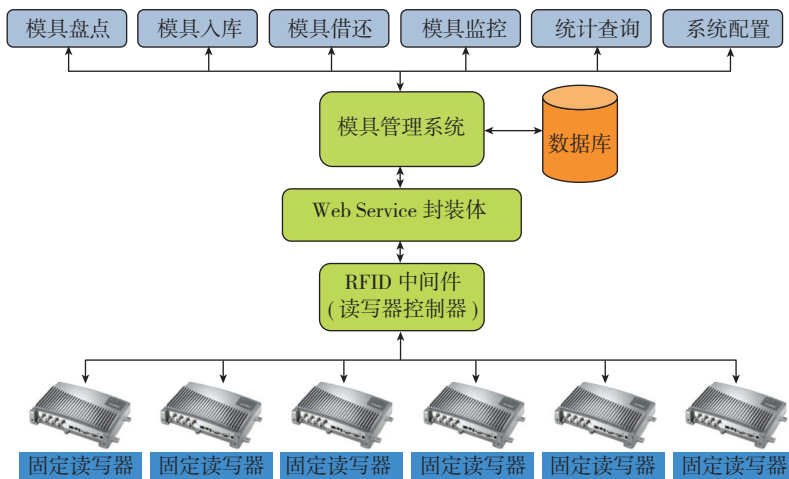 模具盘点 模具入库 模具借还 模具监控 统计查询 系统配置
模具管理系统
数据库
Web Service 封装体
RFID 中间件
( 读写器控制器 )
固定读写器 固定读写器 固定读写器 固定读写器 固定读写器 固定读写器